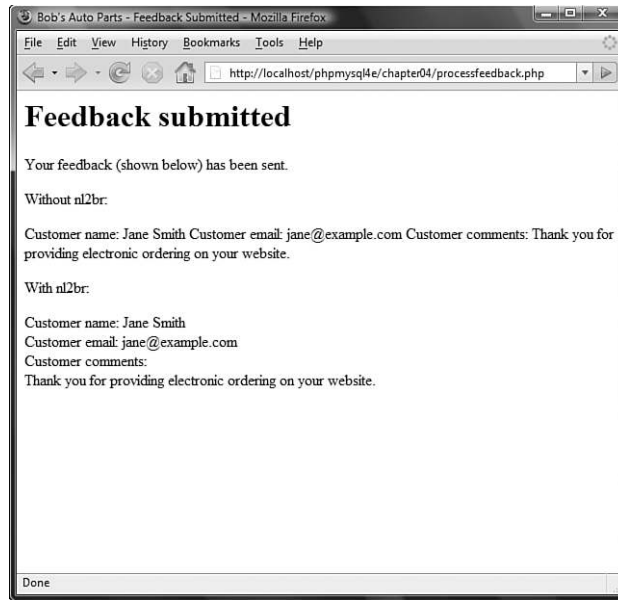 Bob's Auto Parts - Feedback Submitted - Mozilla Firefox
File Edit View History Bookmarks Tools Help
http://localhost/phpmysql4e/chapter04/processfeedback.php
Feedback submitted
Your feedback (shown below) has been sent.
Without nl2br:
Customer name: Jane Smith Customer email: jane@example.com Customer comments: Thank you for
providing electronic ordering on your website.
With nl2br:
Customer name: Jane Smith
Customer email: jane@example.com
Customer comments:
Thank you for providing electronic ordering on your website.
Done